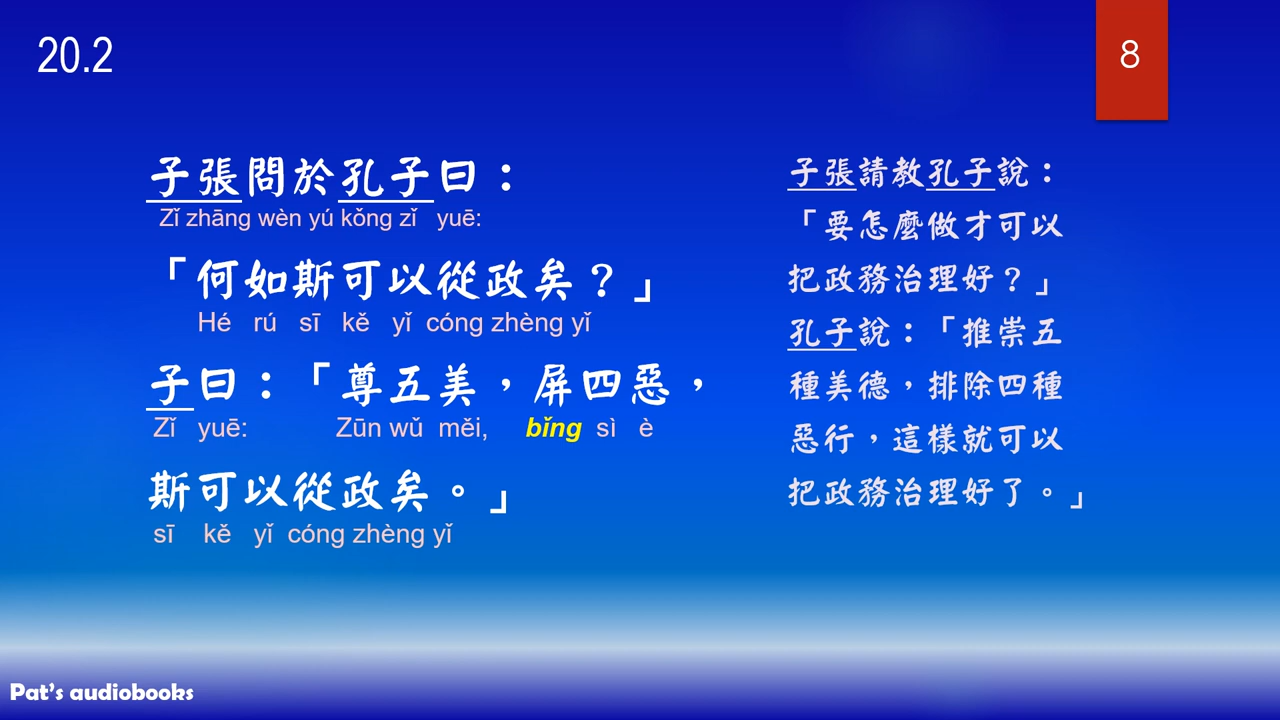 20.2
8
子張問於孔子曰：
Zǐ zhāng wèn yú kǒng zǐ yuē:
「何如斯可以從政矣？」
Hé rú sī kě yǐ cóng zhèng yǐ
子曰：「尊五美，屏四惡，
Zǐ yuē: Zūn wǔ měi, bǐng sì è
斯可以從政矣。」
sī kě yǐ cóng zhèng yǐ
子張請教孔子說：
「要怎麼做才可以
把政務治理好？」
孔子說：「推崇五
種美德，排除四種
惡行，這樣就可以
把政務治理好了。」
Pat's audiobooks